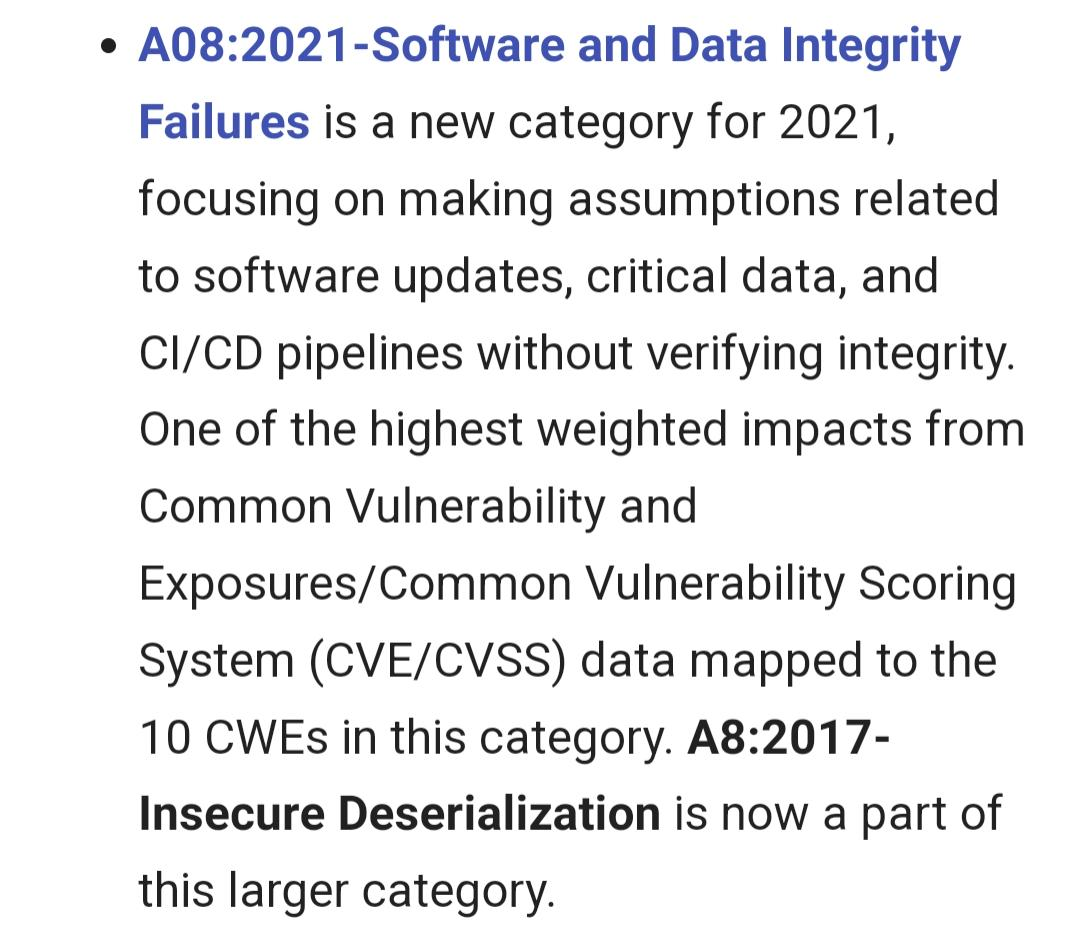 • A08:2021-Software and Data Integrity
Failures is a new category for 2021,
focusing on making assumptions related
to software updates, critical data, and
CI/CD pipelines without verifying integrity.
One of the highest weighted impacts from
Common Vulnerability and
Exposures/Common Vulnerability Scoring
System (CVE/CVSS) data mapped to the
10 CWEs in this category. A8:2017-
Insecure Deserialization is now a part of
this larger category.